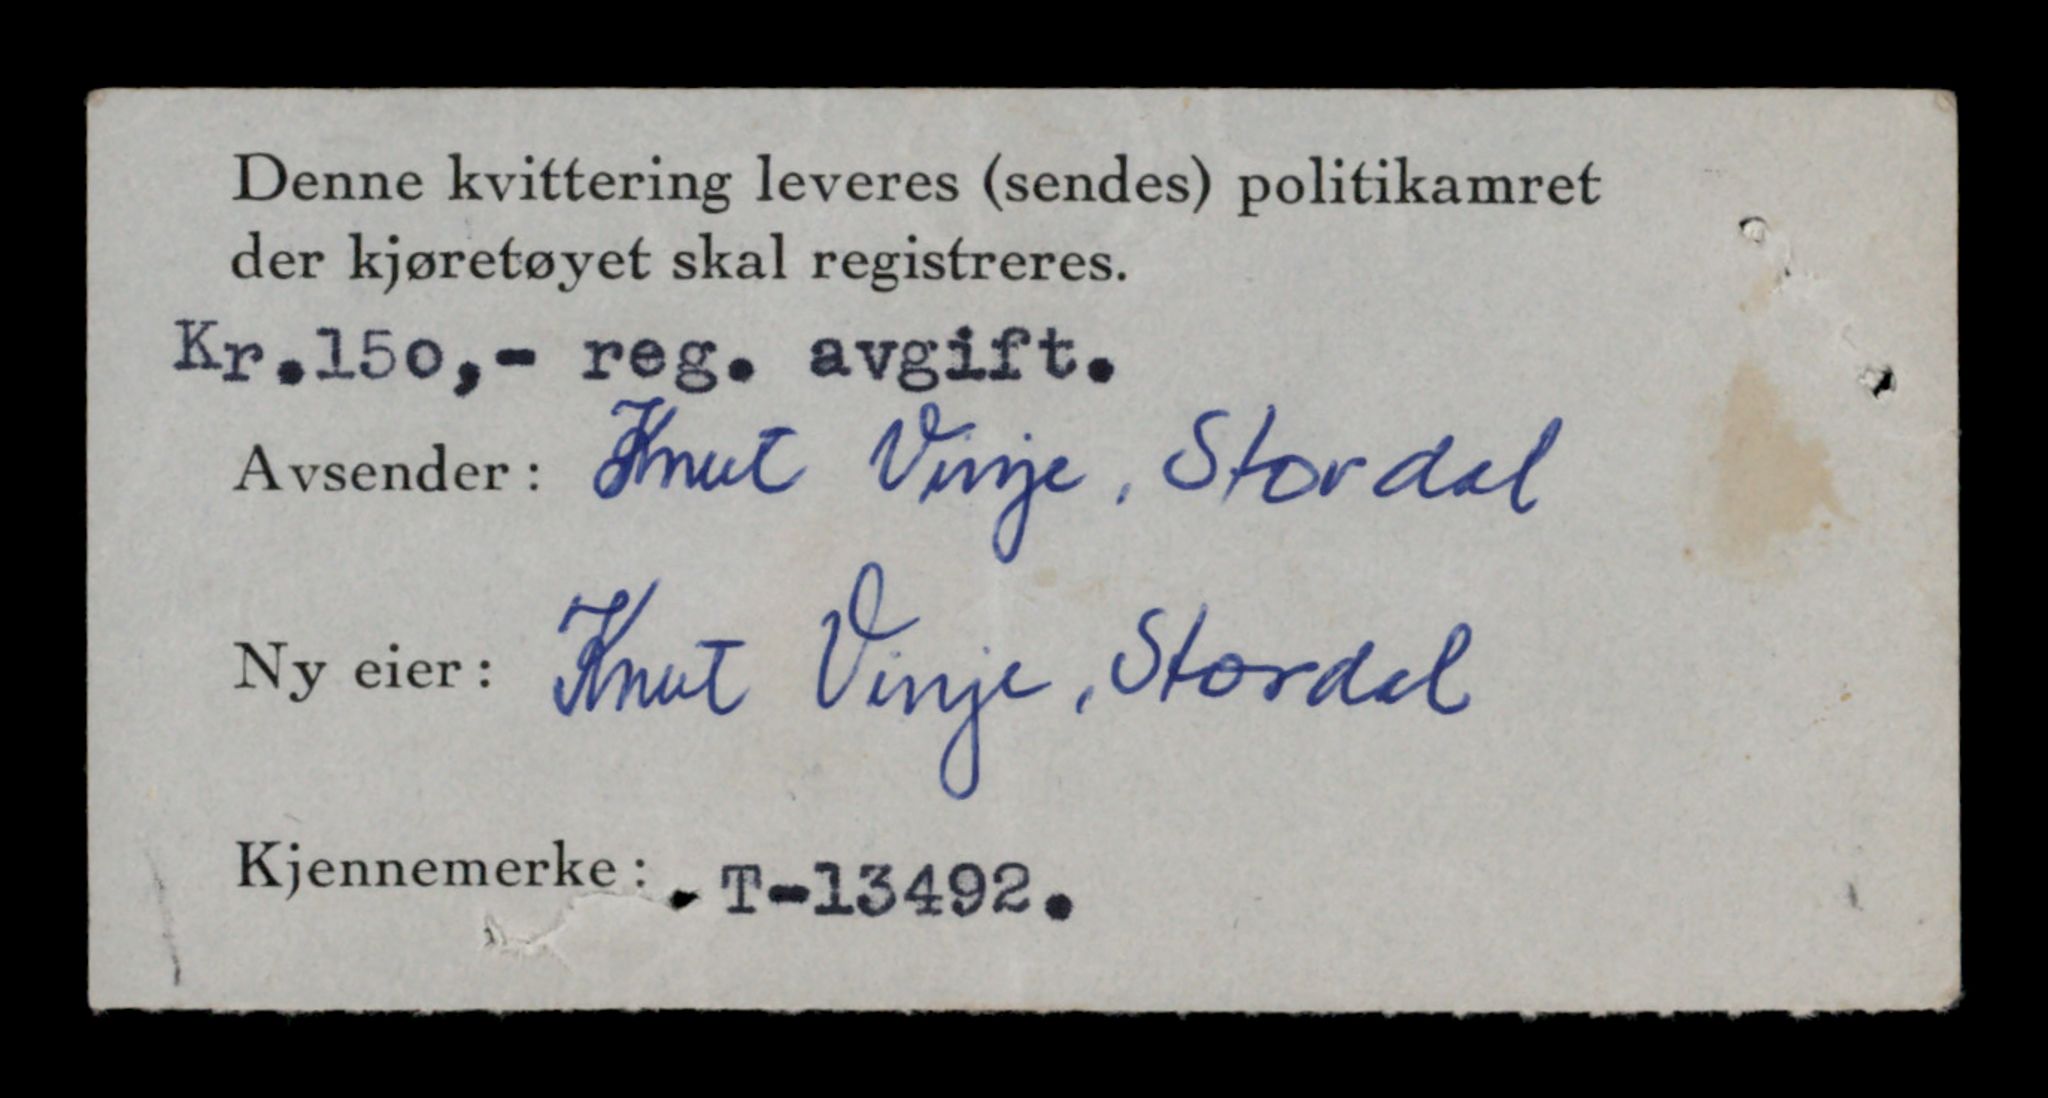 Denne kvittering leveres (sendes) politikamret
der kjøretøyet skal registreres.
Kr.150,- reg. avgift.
Avsender: Knut Vinje, Stordal
Ny eier: Knut Vinje, Stordal
Kjennemerke: T-13492.